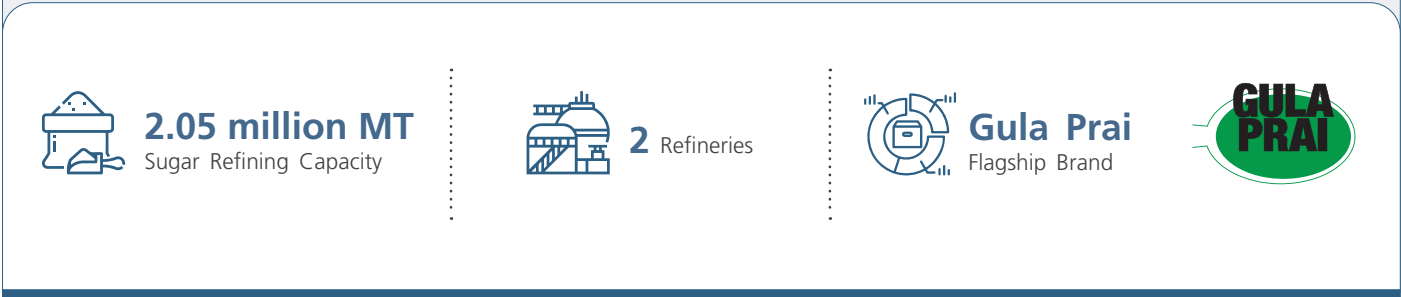 2.05 million MT
Sugar Refining Capacity
2 Refineries
Gula Prai
Flagship Brand
GULA
PRAI